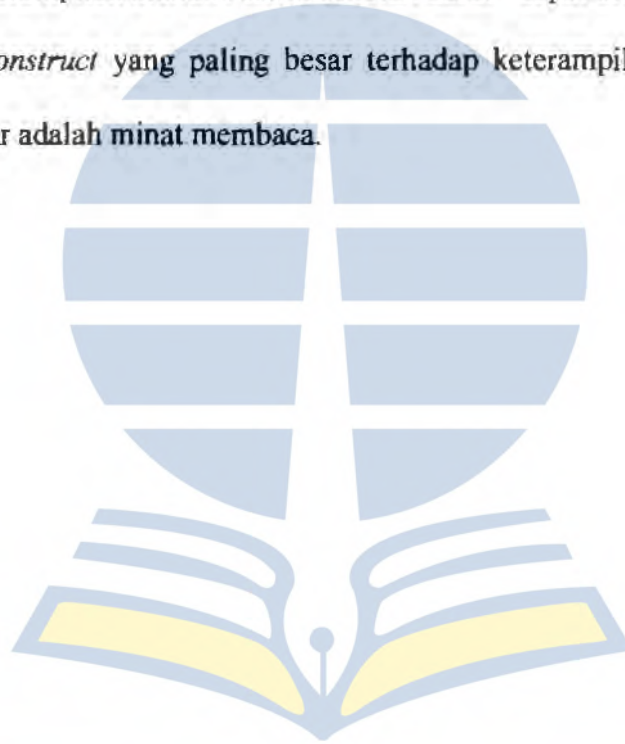 onstruct yang paling besar terhadap keterampil
r adalah minat membaca.